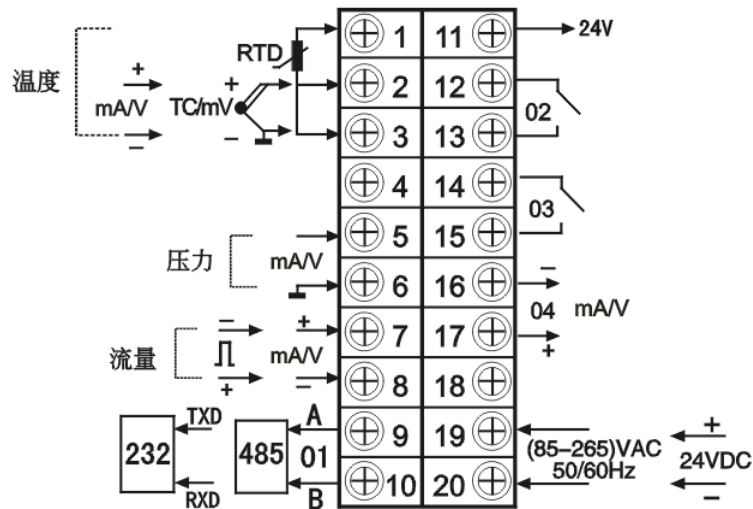 1 11 24V
RTD
温度 + mA/V − TC/mV + −
2 12
02
3 13
4 14
03
5 15
压力 mA/V
6 16 −
04 mA/V
7 17 +
流量 − + + mA/V −
8 18
TXD A
232 485 01 9 19 (85–265)VAC + 24VDC
50/60Hz
RXD B 10 20 −